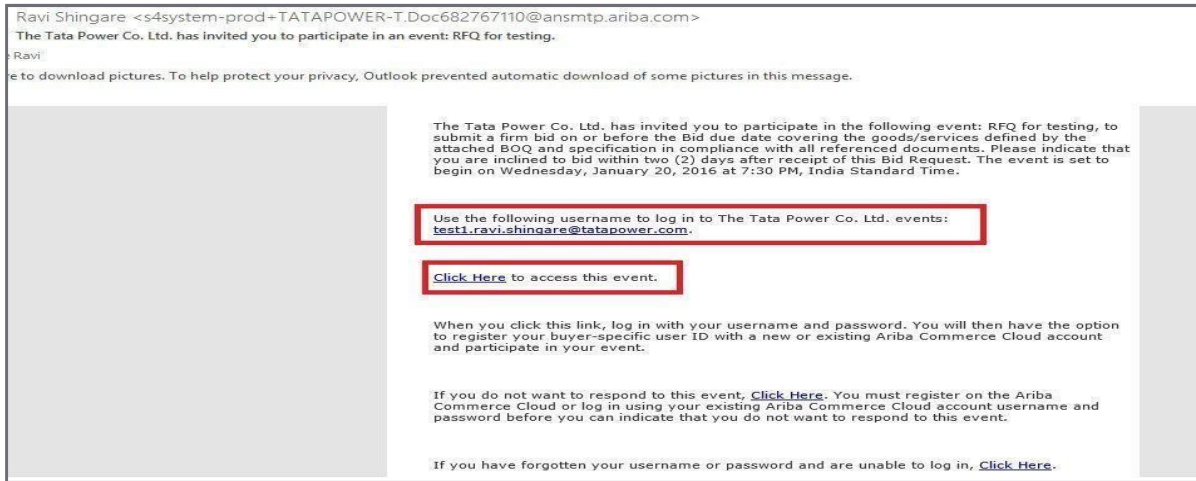 Ravi Shingare <s4system-prod+TATAPOWER-T.Doc682767110@ansmtp.ariba.com>
The Tata Power Co. Ltd. has invited you to participate in an event: RFQ for testing.
Ravi
to download pictures. To help protect your privacy, Outlook prevented automatic download of some pictures in this message.
The Tata Power Co. Ltd. has invited you to participate in the following event: RFQ for testing, to
submit a firm bid on or before the Bid due date covering the goods/services defined by the
attached BOQ and specification in compliance with all referenced documents. Please indicate that
you are inclined to bid within two (2) days after receipt of this Bid Request. The event is set to
begin on Wednesday, January 20, 2016 at 7:30 PM, India Standard Time.
Use the following username to log in to The Tata Power Co. Ltd. events:
test1.ravi.shingare@tatapower.com.
Click Here to access this event.
When you click this link, log in with your username and password. You will then have the option
to register your buyer-specific user ID with a new or existing Ariba Commerce Cloud account
and participate in your event.
If you do not want to respond to this event, Click Here. You must register on the Ariba
Commerce Cloud or log in using your existing Ariba Commerce Cloud account username and
password before you can indicate that you do not want to respond to this event.
If you have forgotten your username or password and are unable to log in, Click Here.